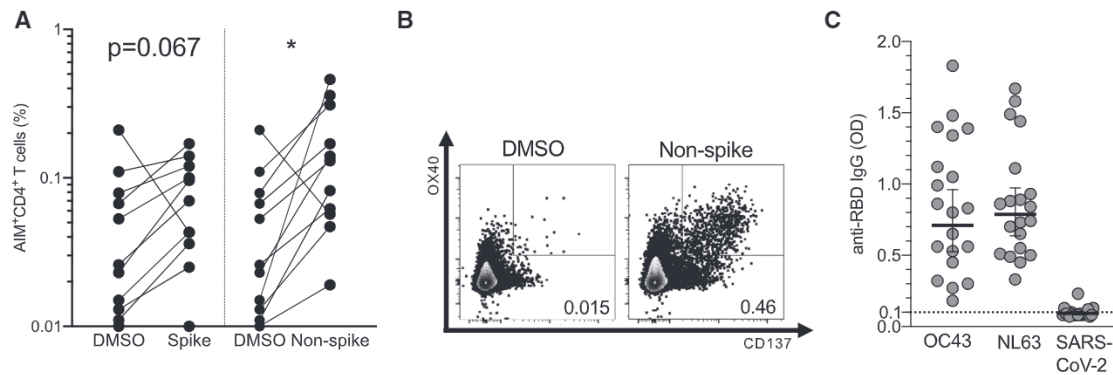 A
1
p=0.067
*
AIM⁺CD4⁺ T cells (%)
0.1
0.01
DMSO Spike DMSO Non-spike
B
DMSO Non-spike
OX40
0.015 0.46
CD137
C
2.0
1.5
anti-RBD IgG (OD)
1.0
0.5
0.1
0.0
OC43 NL63 SARS-
CoV-2